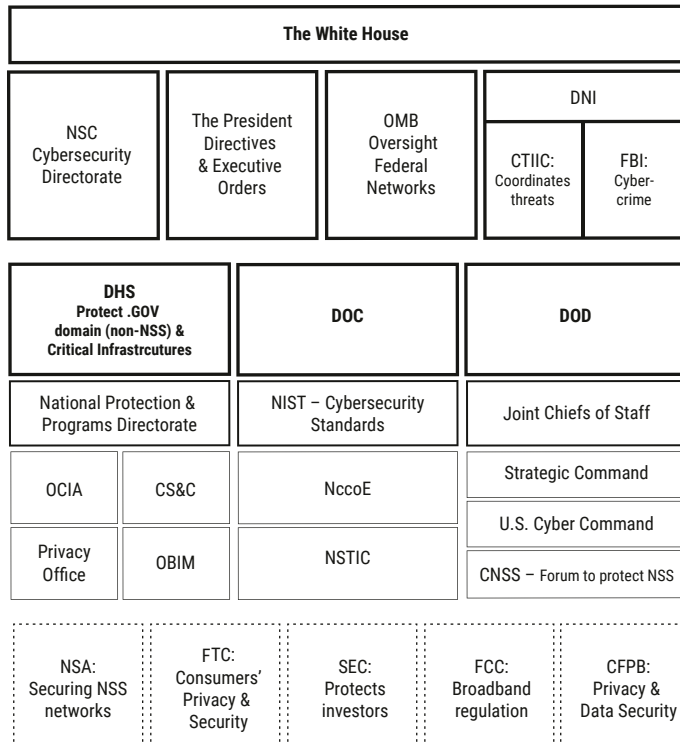 The White House
NSC
Cybersecurity
Directorate
The President
Directives
& Executive
Orders
OMB
Oversight
Federal
Networks
DNI
CTIIC:
Coordinates
threats
FBI:
Cyber-
crime
DHS
Protect .GOV
domain (non-NSS) &
Critical Infrastrcutures
DOC
DOD
National Protection &
Programs Directorate
NIST – Cybersecurity
Standards
Joint Chiefs of Staff
OCIA
CS&C
NccoE
Strategic Command
U.S. Cyber Command
Privacy
Office
OBIM
NSTIC
CNSS – Forum to protect NSS
NSA:
Securing NSS
networks
FTC:
Consumers’
Privacy &
Security
SEC:
Protects
investors
FCC:
Broadband
regulation
CFPB:
Privacy &
Data Security